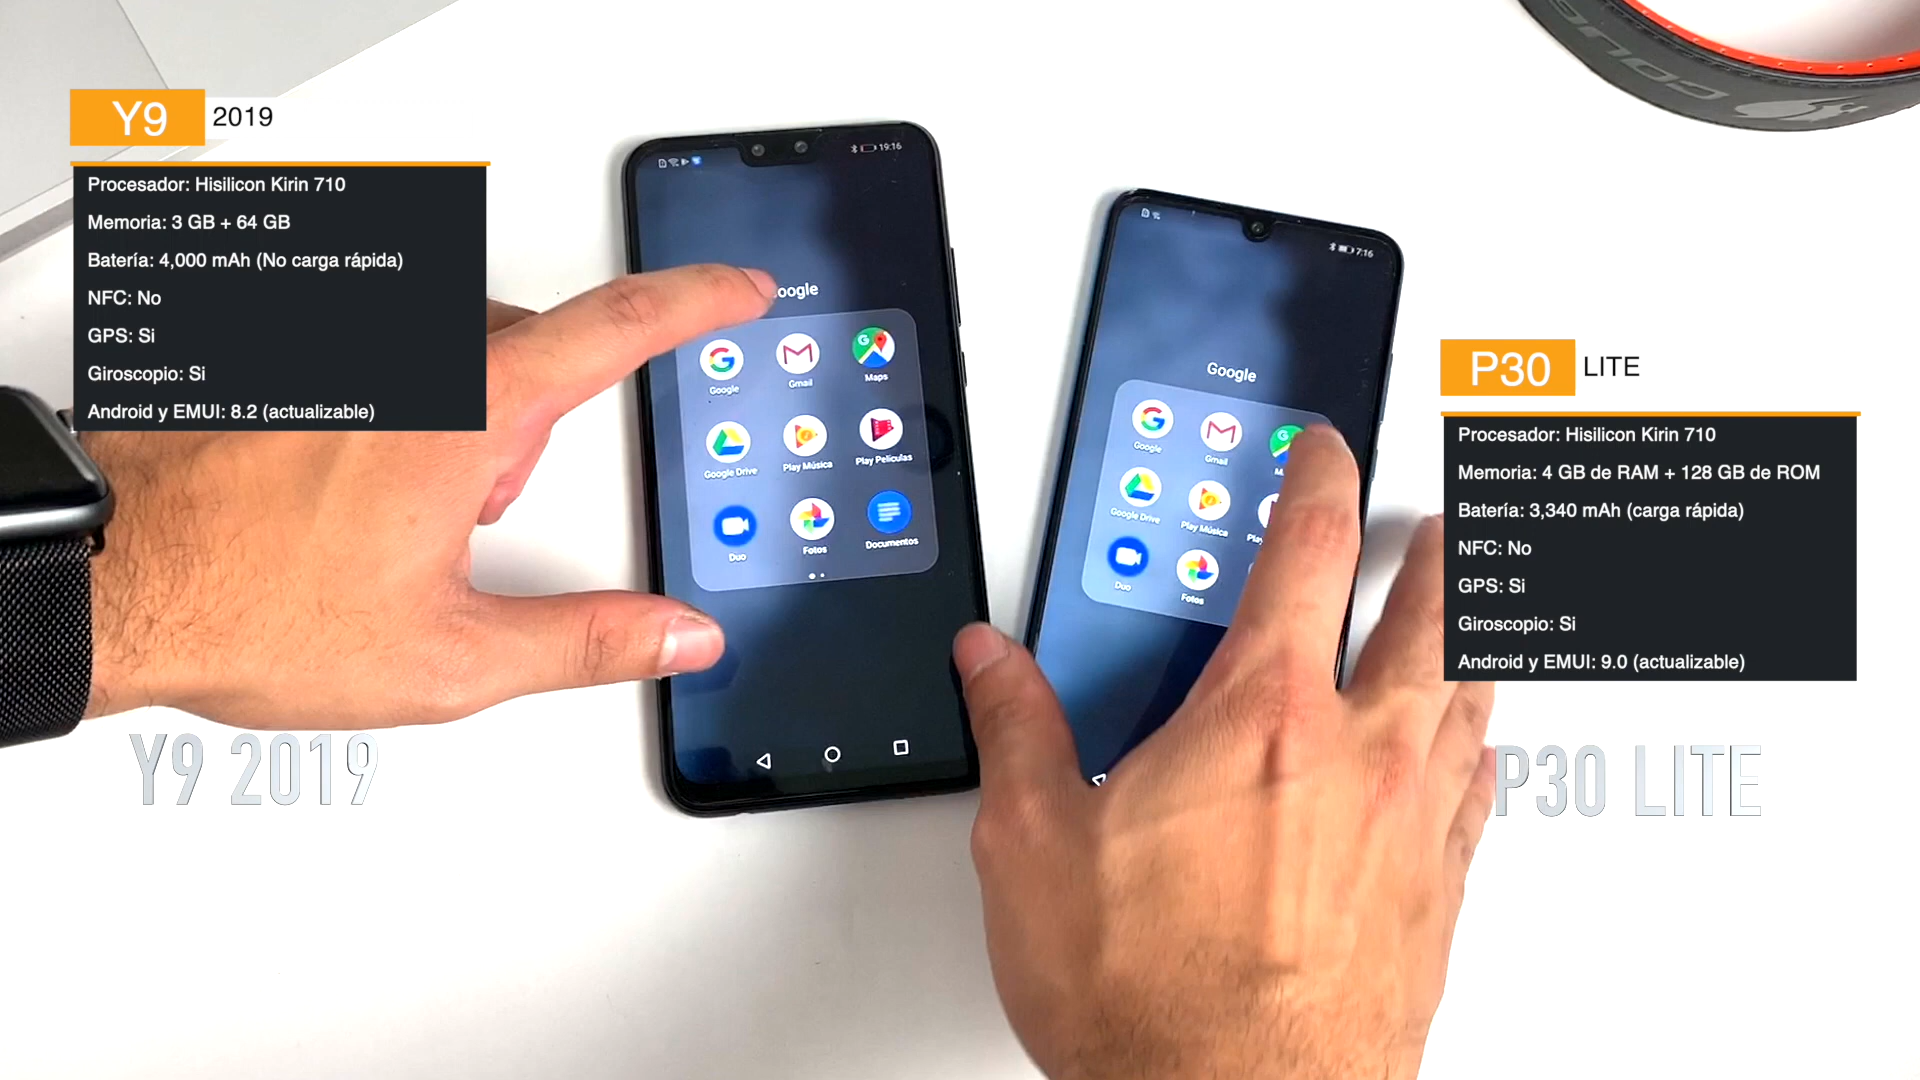 Y9 2019
Procesador: Hisilicon Kirin 710
Memoria: 3 GB + 64 GB
Batería: 4,000 mAh (No carga rápida)
NFC: No
GPS: Si
Giroscopio: Si
Android y EMUI: 8.2 (actualizable)
Y9 2019
19:16
oogle
Google Gmail Maps
Google Drive Play Música Play Películas
Duo Fotos Documentos
7:16
Google
Google Gmail
Google Drive Play Música Play
Duo Fotos
P30 LITE
Procesador: Hisilicon Kirin 710
Memoria: 4 GB de RAM + 128 GB de ROM
Batería: 3,340 mAh (carga rápida)
NFC: No
GPS: Si
Giroscopio: Si
Android y EMUI: 9.0 (actualizable)
P30 LITE